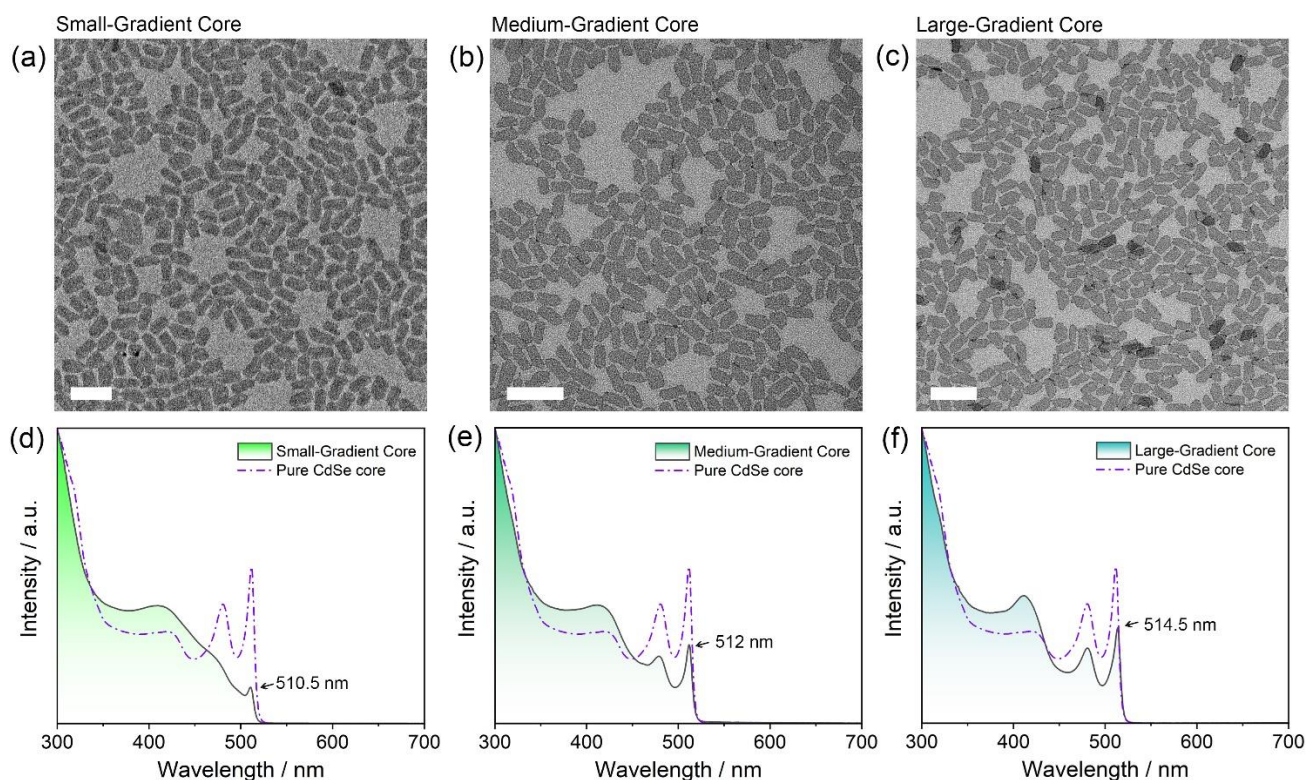 Small-Gradient Core
Medium-Gradient Core
Large-Gradient Core
(a)
(b)
(c)
(d)
Small-Gradient Core
Pure CdSe core
510.5 nm
Intensity / a.u.
300 400 500 600 700
Wavelength / nm
(e)
Medium-Gradient Core
Pure CdSe core
512 nm
Intensity / a.u.
300 400 500 600 700
Wavelength / nm
(f)
Large-Gradient Core
Pure CdSe core
514.5 nm
Intensity / a.u.
300 400 500 600 700
Wavelength / nm